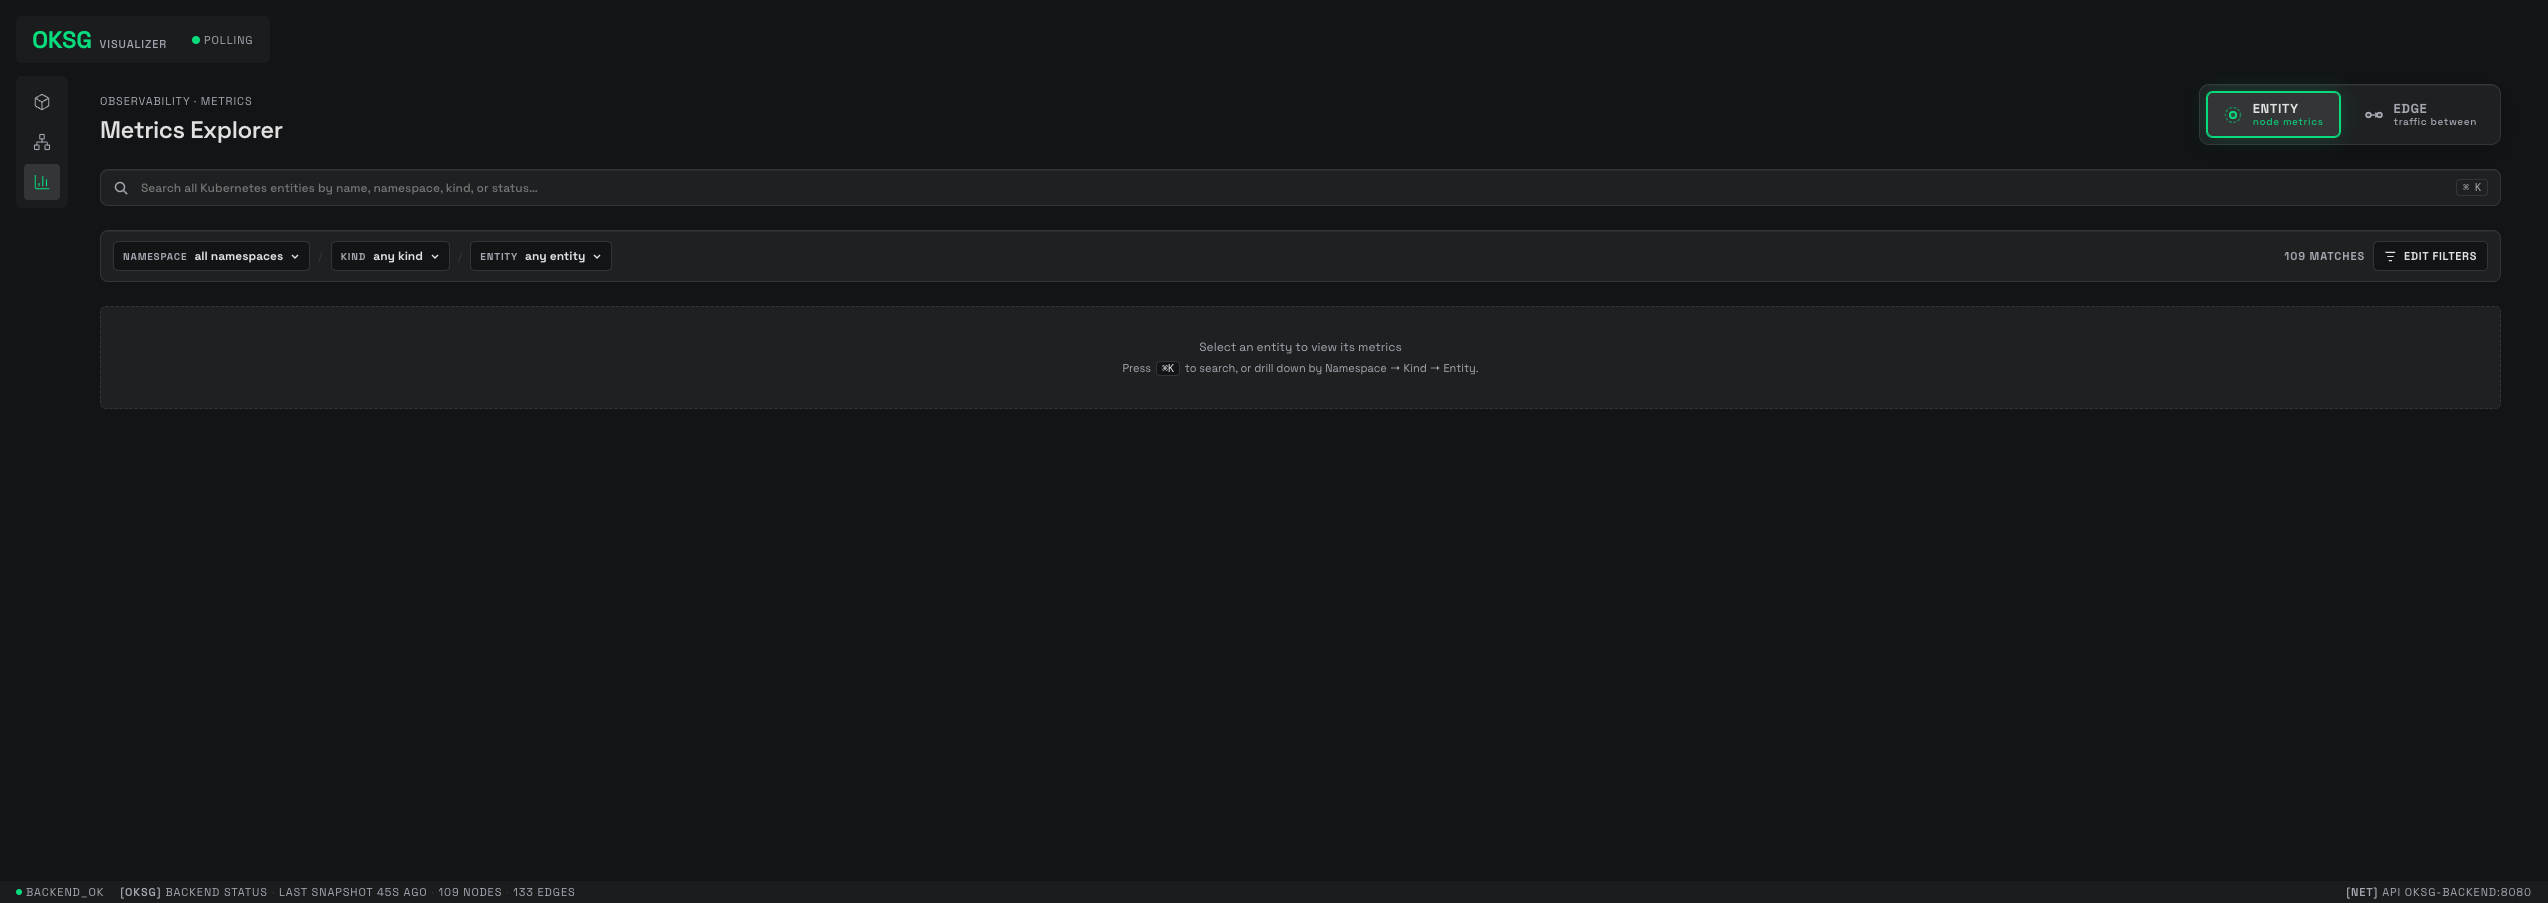 OKSG VISUALIZER POLLING
OBSERVABILITY · METRICS
Metrics Explorer
ENTITY
node metrics
EDGE
traffic between
Search all Kubernetes entities by name, namespace, kind, or status...
⌘ K
NAMESPACE all namespaces / KIND any kind / ENTITY any entity
109 MATCHES
EDIT FILTERS
Select an entity to view its metrics
Press ⌘K to search, or drill down by Namespace → Kind → Entity.
BACKEND_OK [OKSG] BACKEND STATUS · LAST SNAPSHOT 45S AGO · 109 NODES · 133 EDGES
[NET] API OKSG-BACKEND:8080